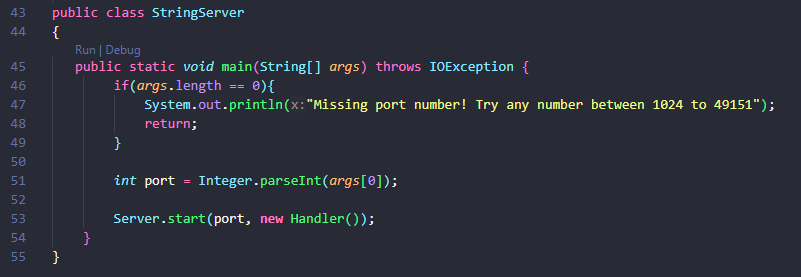 43 public class StringServer
44 {
Run | Debug
45 public static void main(String[] args) throws IOException {
46 if(args.length == 0){
47 System.out.println(x:"Missing port number! Try any number between 1024 to 49151");
48 return;
49 }
50
51 int port = Integer.parseInt(args[0]);
52
53 Server.start(port, new Handler());
54 }
55 }